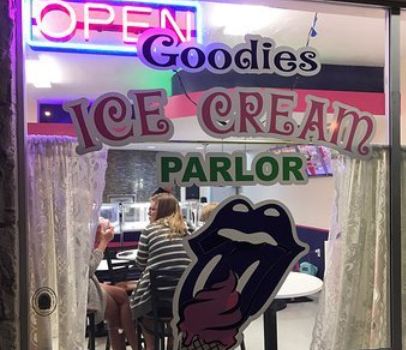 OPEN
Goodies
ICE CREAM
PARLOR